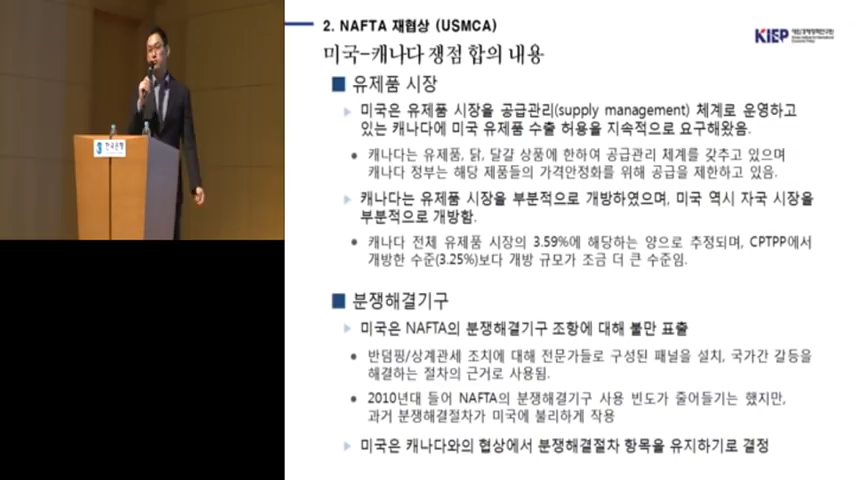 2. NAFTA 재협상 (USMCA)
KIEP 대외경제정책연구원
미국-캐나다 쟁점 합의 내용
유제품 시장
미국은 유제품 시장을 공급관리(supply management) 체계로 운영하고
있는 캐나다에 미국 유제품 수출 허용을 지속적으로 요구해왔음.
캐나다는 유제품, 닭, 달걀 상품에 한하여 공급관리 체계를 갖추고 있으며
캐나다 정부는 해당 제품들의 가격안정화를 위해 공급을 제한하고 있음.
캐나다는 유제품 시장을 부분적으로 개방하였으며, 미국 역시 자국 시장을
부분적으로 개방함.
캐나다 전체 유제품 시장의 3.59%에 해당하는 양으로 추정되며, CPTPP에서
개방한 수준(3.25%)보다 개방 규모가 조금 더 큰 수준임.
분쟁해결기구
미국은 NAFTA의 분쟁해결기구 조항에 대해 불만 표출
반덤핑/상계관세 조치에 대해 전문가들로 구성된 패널을 설치, 국가간 갈등을
해결하는 절차의 근거로 사용됨.
2010년대 들어 NAFTA의 분쟁해결기구 사용 빈도가 줄어들기는 했지만,
과거 분쟁해결절차가 미국에 불리하게 작용
미국은 캐나다와의 협상에서 분쟁해결절차 항목을 유지하기로 결정
한국은행